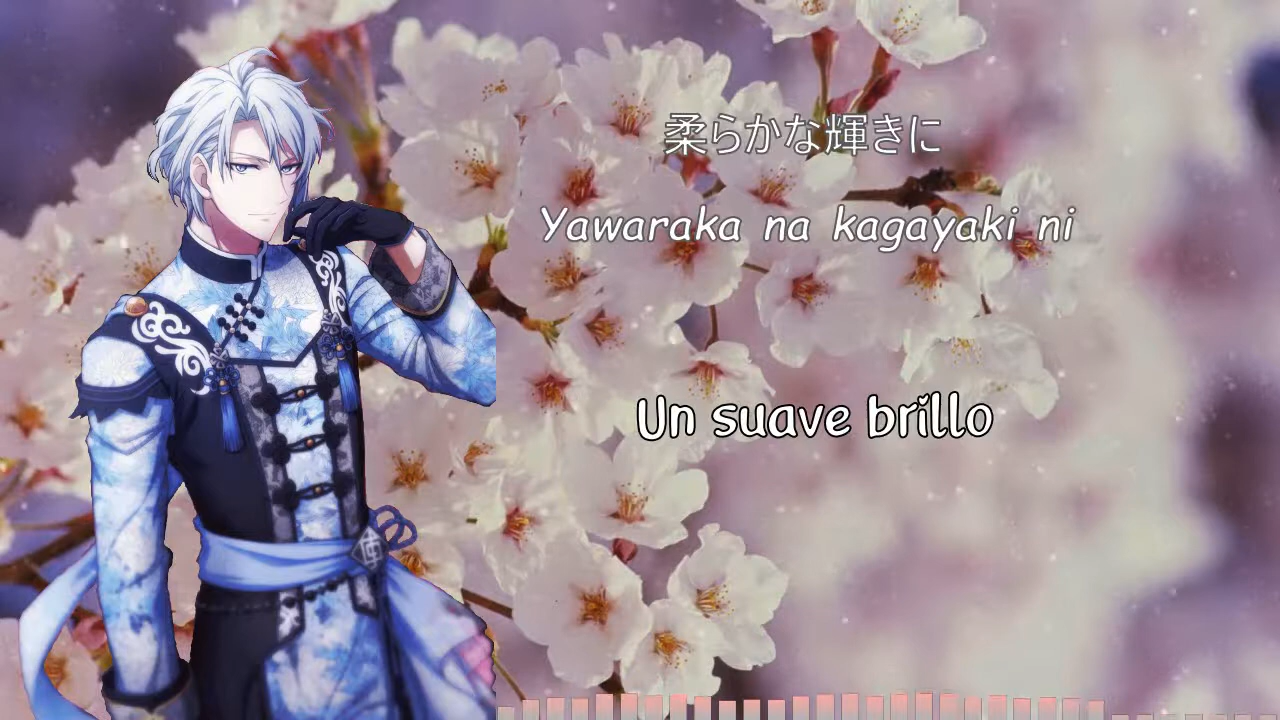 柔らかな輝きに
Yawaraka na kagayaki ni
Un suave brillo